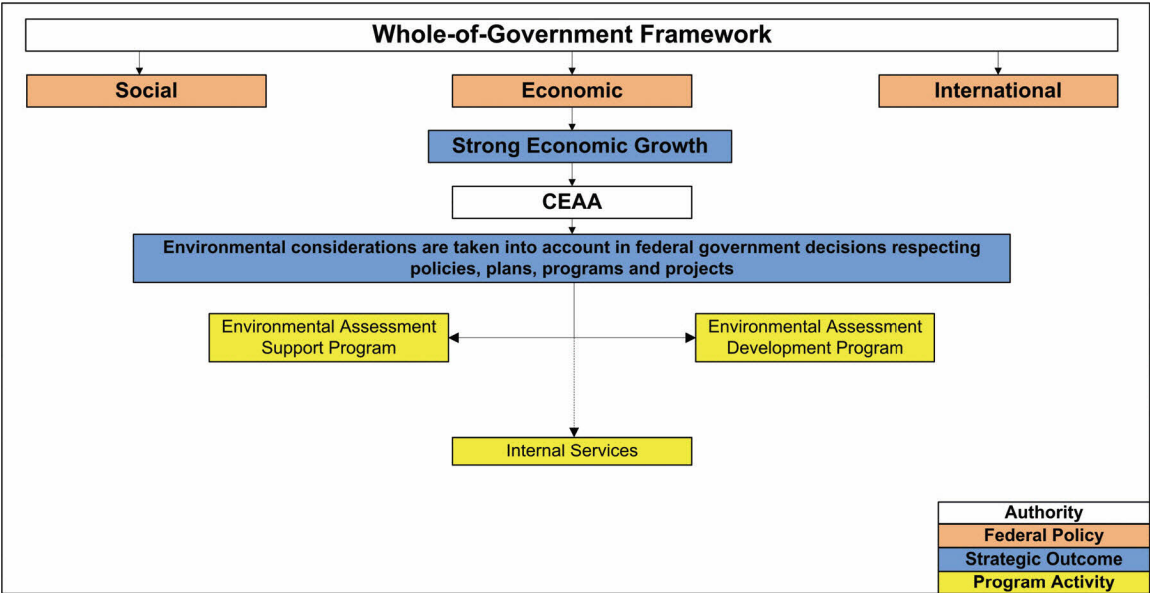 Whole-of-Government Framework
Social
Economic
International
Strong Economic Growth
CEAA
Environmental considerations are taken into account in federal government decisions respecting
policies, plans, programs and projects
Environmental Assessment
Support Program
Environmental Assessment
Development Program
Internal Services
Authority
Federal Policy
Strategic Outcome
Program Activity